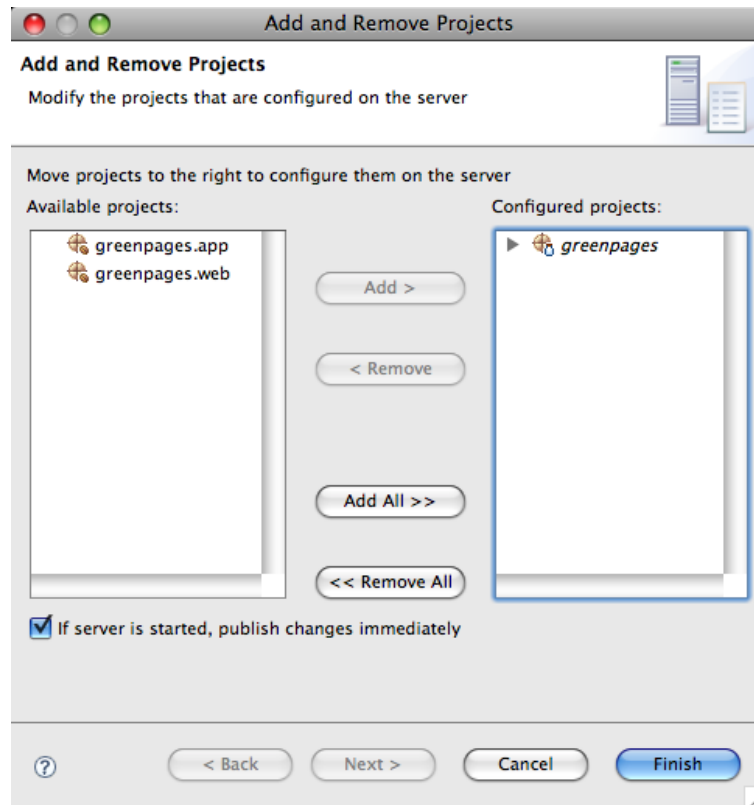 Add and Remove Projects
Add and Remove Projects
Modify the projects that are configured on the server
Move projects to the right to configure them on the server
Available projects:
Configured projects:
greenpages.app
greenpages.web
greenpages
Add >
< Remove
Add All >>
<< Remove All
If server is started, publish changes immediately
?
< Back
Next >
Cancel
Finish